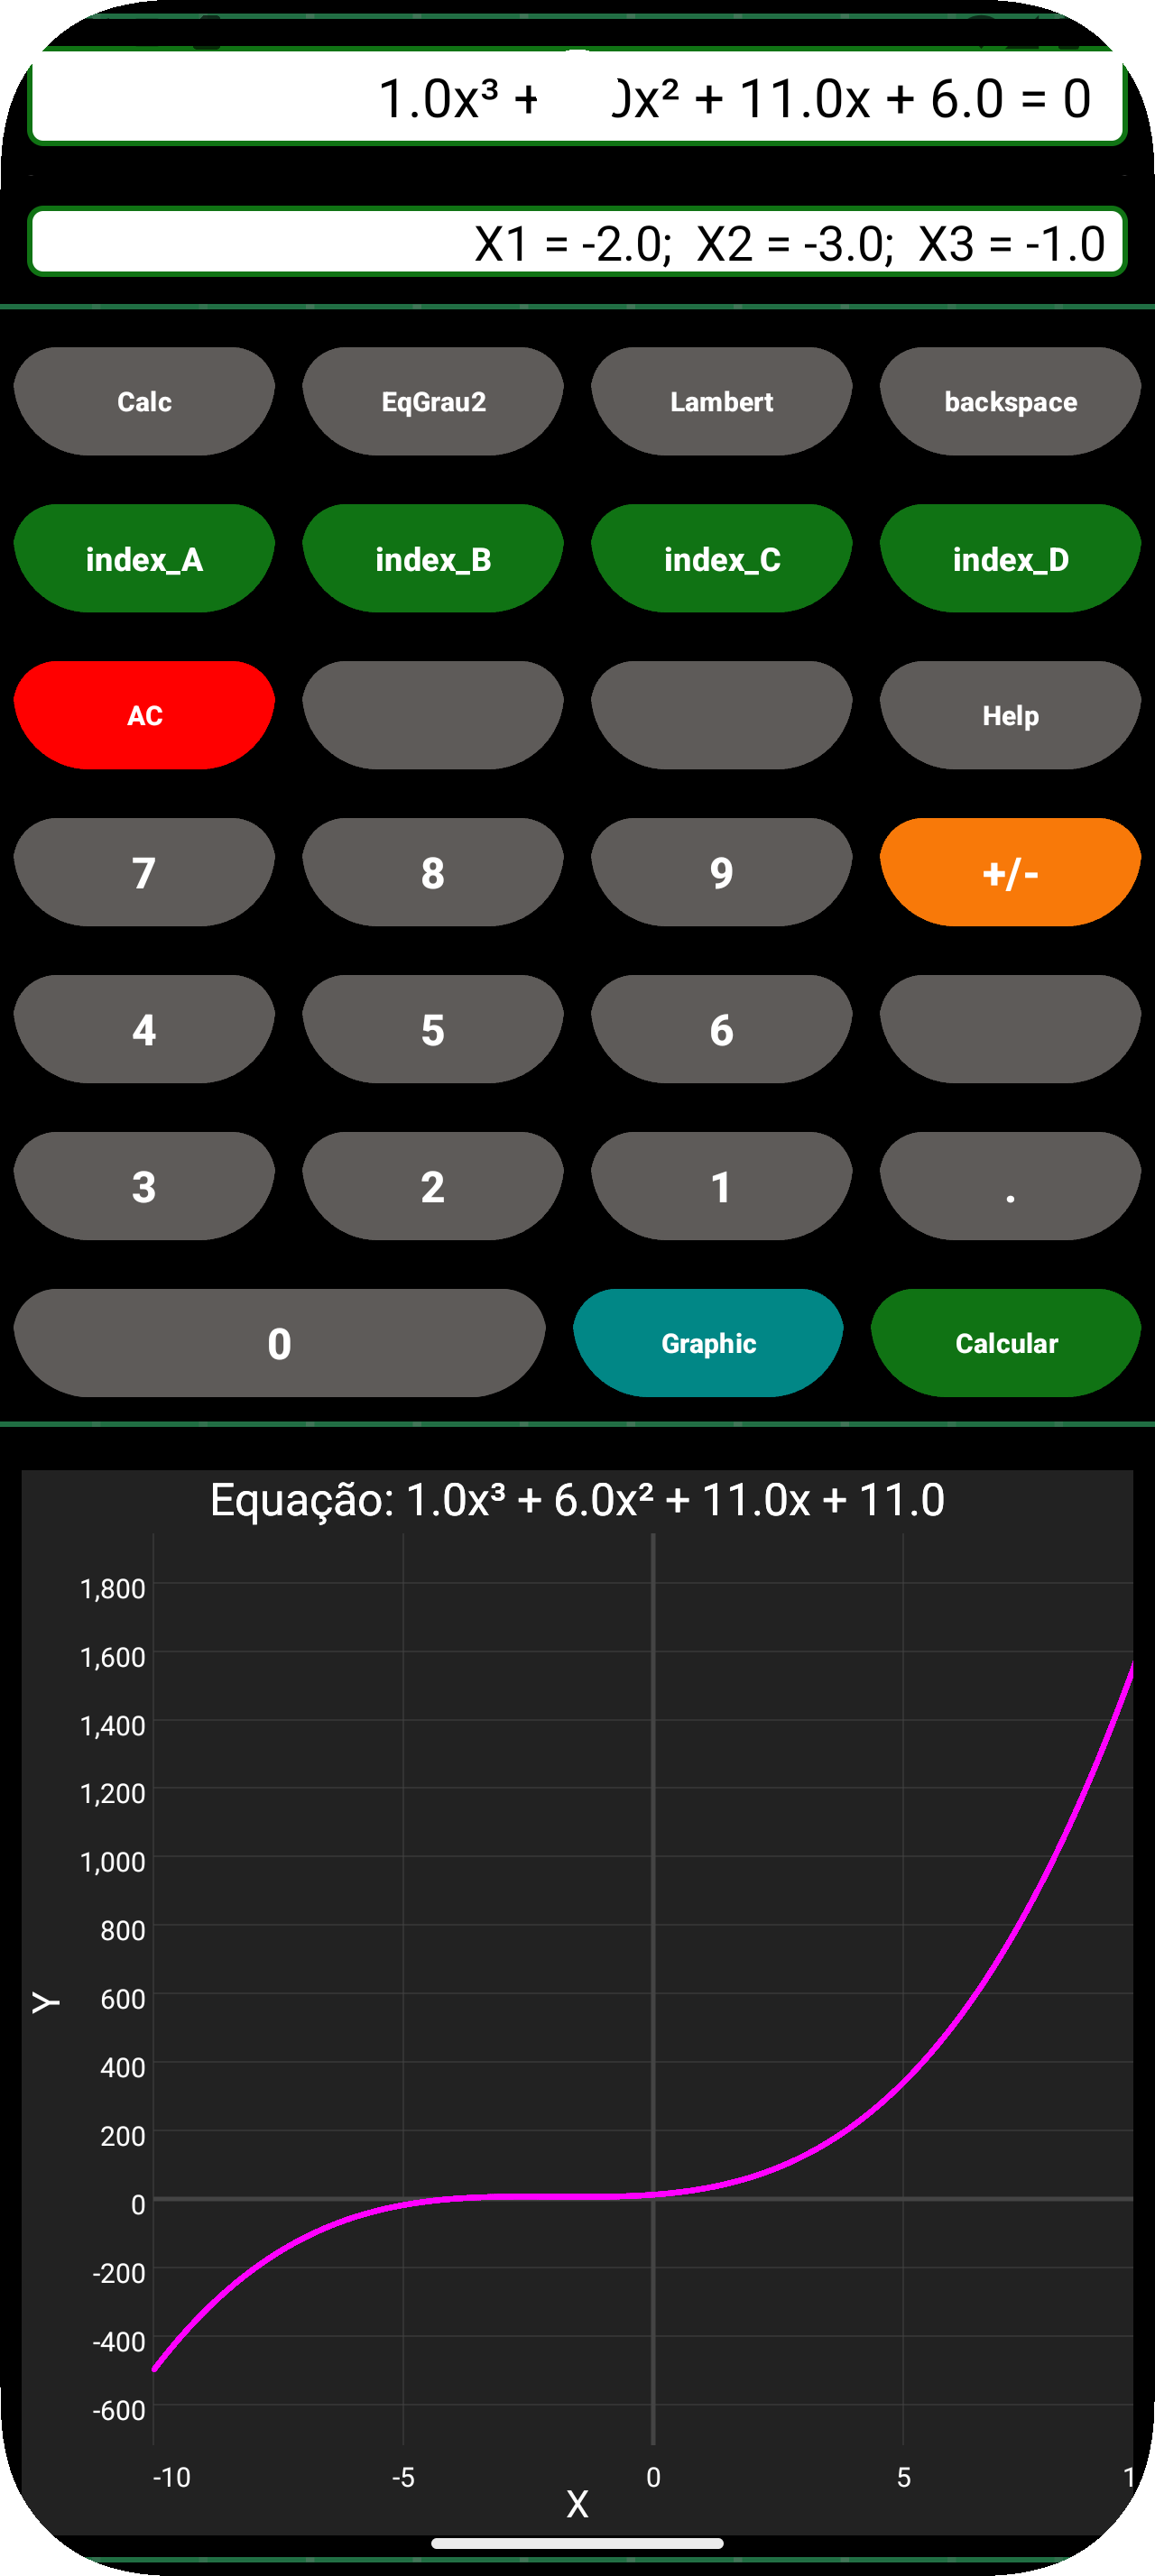 1.0x³ + 0x² + 11.0x + 6.0 = 0
X1 = -2.0; X2 = -3.0; X3 = -1.0
Calc EqGrau2 Lambert backspace
index_A index_B index_C index_D
AC Help
7 8 9 +/-
4 5 6
3 2 1 .
0 Graphic Calcular
Equação: 1.0x³ + 6.0x² + 11.0x + 11.0
1,800
1,600
1,400
1,200
1,000
800
600
400
200
0
-200
-400
-600
Y
-10 -5 0 5 1
X